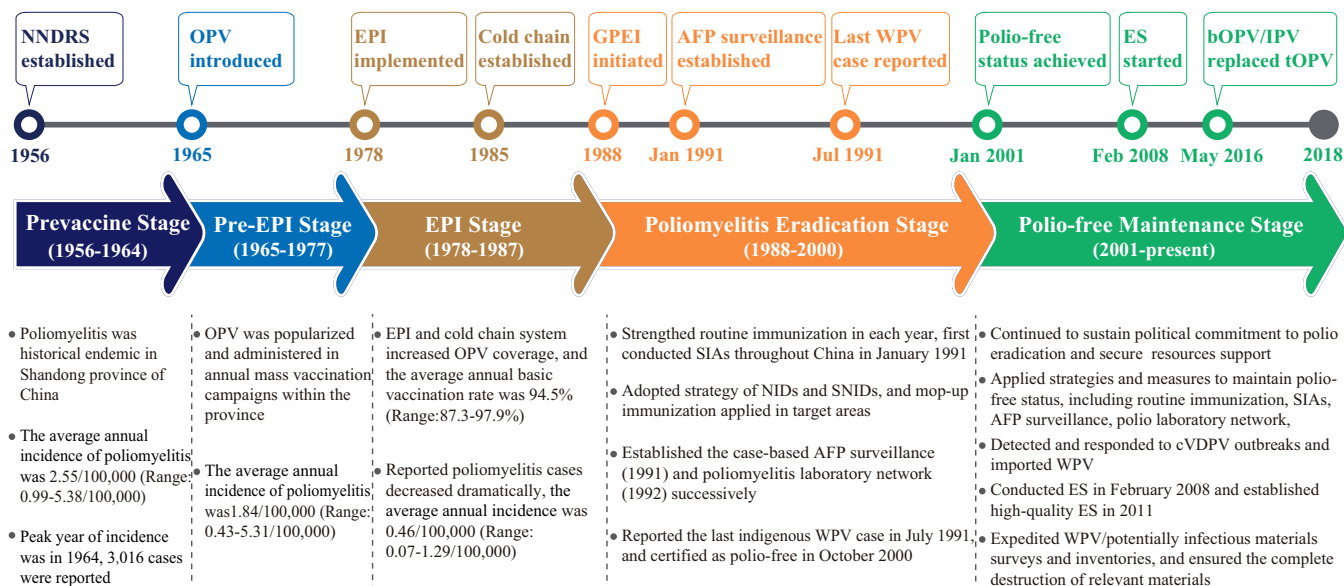 NNDRS
established
OPV
introduced
EPI
implemented
Cold chain
established
GPEI
initiated
AFP surveillance
established
Last WPV
case reported
Polio-free
status achieved
ES
started
bOPV/IPV
replaced tOPV
1956
1965
1978
1985
1988
Jan 1991
Jul 1991
Jan 2001
Feb 2008
May 2016
2018
Prevaccine Stage
(1956-1964)
Pre-EPI Stage
(1965-1977)
EPI Stage
(1978-1987)
Poliomyelitis Eradication Stage
(1988-2000)
Polio-free Maintenance Stage
(2001-present)
● Poliomyelitis was
historical endemic in
Shandong province of
China
● The average annual
incidence of poliomyelitis
was 2.55/100,000 (Range:
0.99-5.38/100,000)
● Peak year of incidence
was in 1964, 3,016 cases
were reported
● OPV was popularized
and administered in
annual mass vaccination
campaigns within the
province
● The average annual
incidence of poliomyelitis
was1.84/100,000 (Range:
0.43-5.31/100,000)
● EPI and cold chain system
increased OPV coverage, and
the average annual basic
vaccination rate was 94.5%
(Range:87.3-97.9%)
● Reported poliomyelitis cases
decreased dramatically, the
average annual incidence was
0.46/100,000 (Range:
0.07-1.29/100,000)
● Strengthed routine immunization in each year, first
conducted SIAs throughout China in January 1991
● Adopted strategy of NIDs and SNIDs, and mop-up
immunization applied in target areas
● Established the case-based AFP surveillance
(1991) and poliomyelitis laboratory network
(1992) successively
● Reported the last indigenous WPV case in July 1991,
and certified as polio-free in October 2000
● Continued to sustain political commitment to polio
eradication and secure resources support
● Applied strategies and measures to maintain polio-
free status, including routine immunization, SIAs,
AFP surveillance, polio laboratory network,
● Detected and responded to cVDPV outbreaks and
imported WPV
● Conducted ES in February 2008 and established
high-quality ES in 2011
● Expedited WPV/potentially infectious materials
surveys and inventories, and ensured the complete
destruction of relevant materials